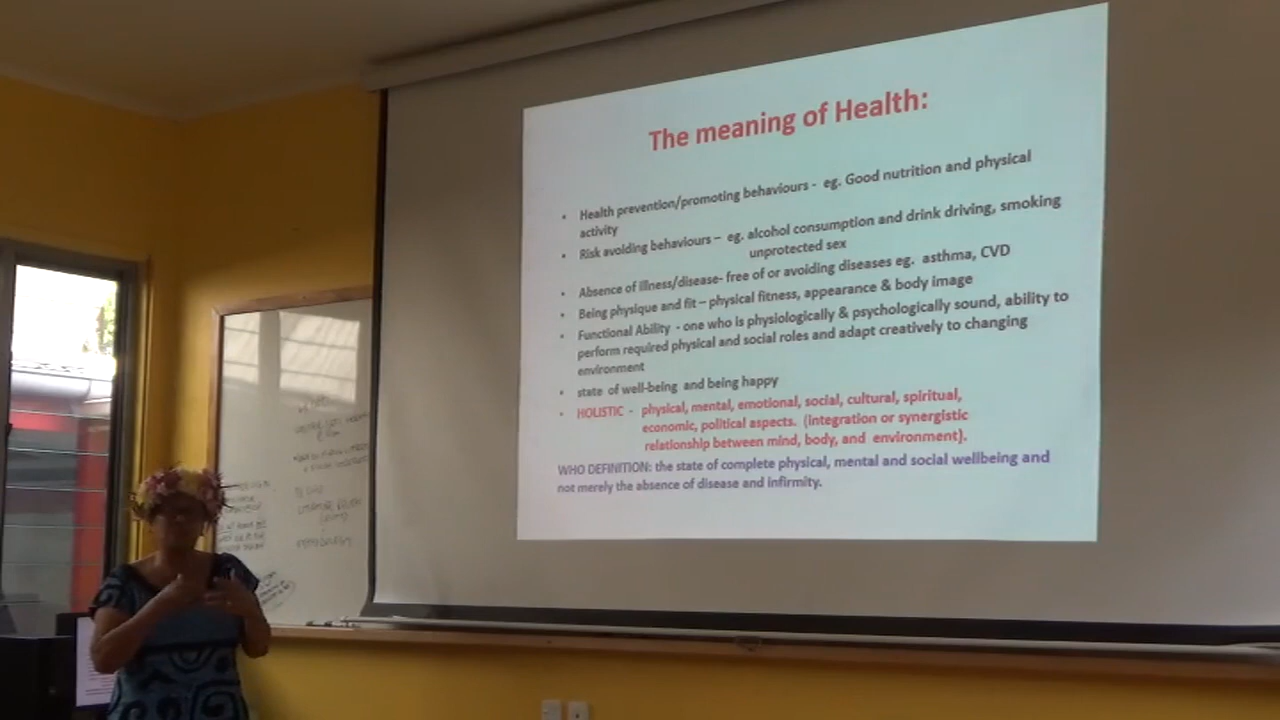 The meaning of Health:
• Health prevention/promoting behaviours - eg. Good nutrition and physical
activity
• Risk avoiding behaviours – eg. alcohol consumption and drink driving, smoking
unprotected sex
• Absence of illness/disease- free of or avoiding diseases eg. asthma, CVD
• Being physique and fit – physical fitness, appearance & body image
• Functional Ability - one who is physiologically & psychologically sound, ability to
perform required physical and social roles and adapt creatively to changing
environment
• state of well-being and being happy
• HOLISTIC - physical, mental, emotional, social, cultural, spiritual,
economic, political aspects. (integration or synergistic
relationship between mind, body, and environment).
WHO DEFINITION: the state of complete physical, mental and social wellbeing and
not merely the absence of disease and infirmity.